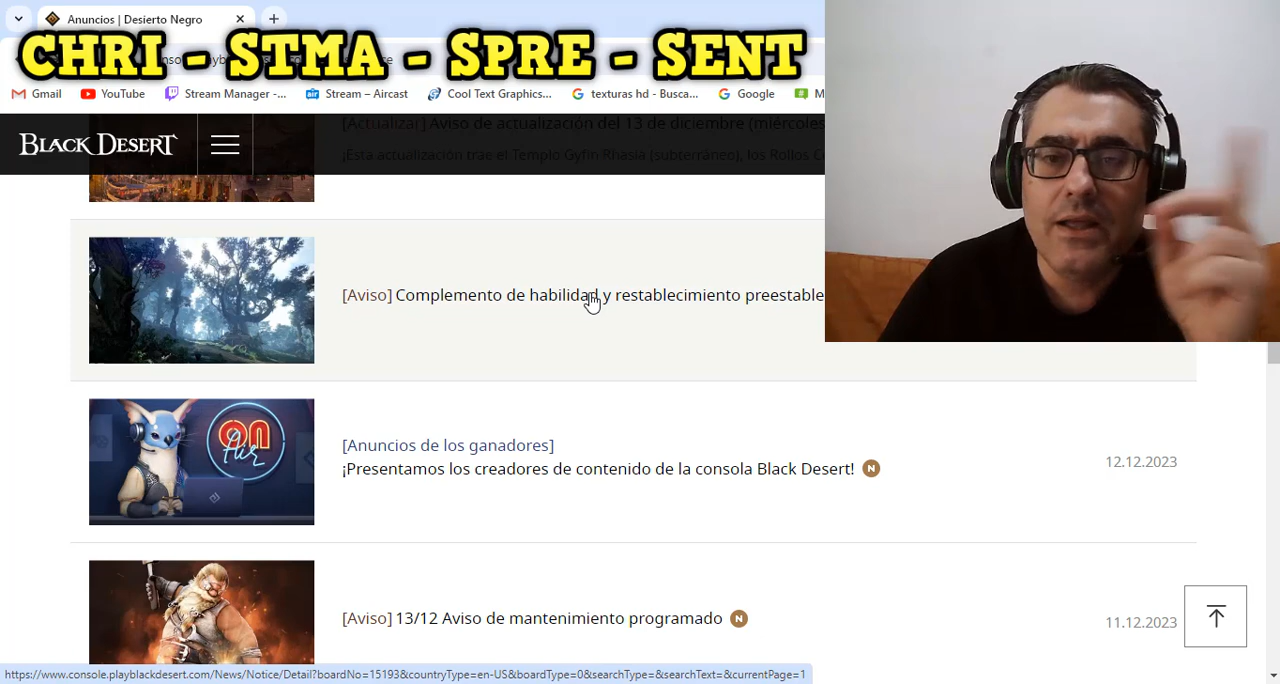 Anuncios | Desierto Negro
CHRI - STMA - SPRE - SENT
Gmail
YouTube
Stream Manager -...
Stream – Aircast
Cool Text Graphics...
texturas hd - Busca...
Google
M
BLACK DESERT
[Actualizar] Aviso de actualización del 13 de diciembre (miércoles
¡Esta actualización trae el Templo Gyfin Rhasia (subterráneo), los Rollos
[Aviso] Complemento de habilidad y restablecimiento preestable
[Anuncios de los ganadores]
¡Presentamos los creadores de contenido de la consola Black Desert! N
12.12.2023
ON
Air
[Aviso] 13/12 Aviso de mantenimiento programado N
11.12.2023
https://www.console.playblackdesert.com/News/Notice/Detail?boardNo=15193&countryType=en-US&boardType=0&searchType=&searchText=&currentPage=1